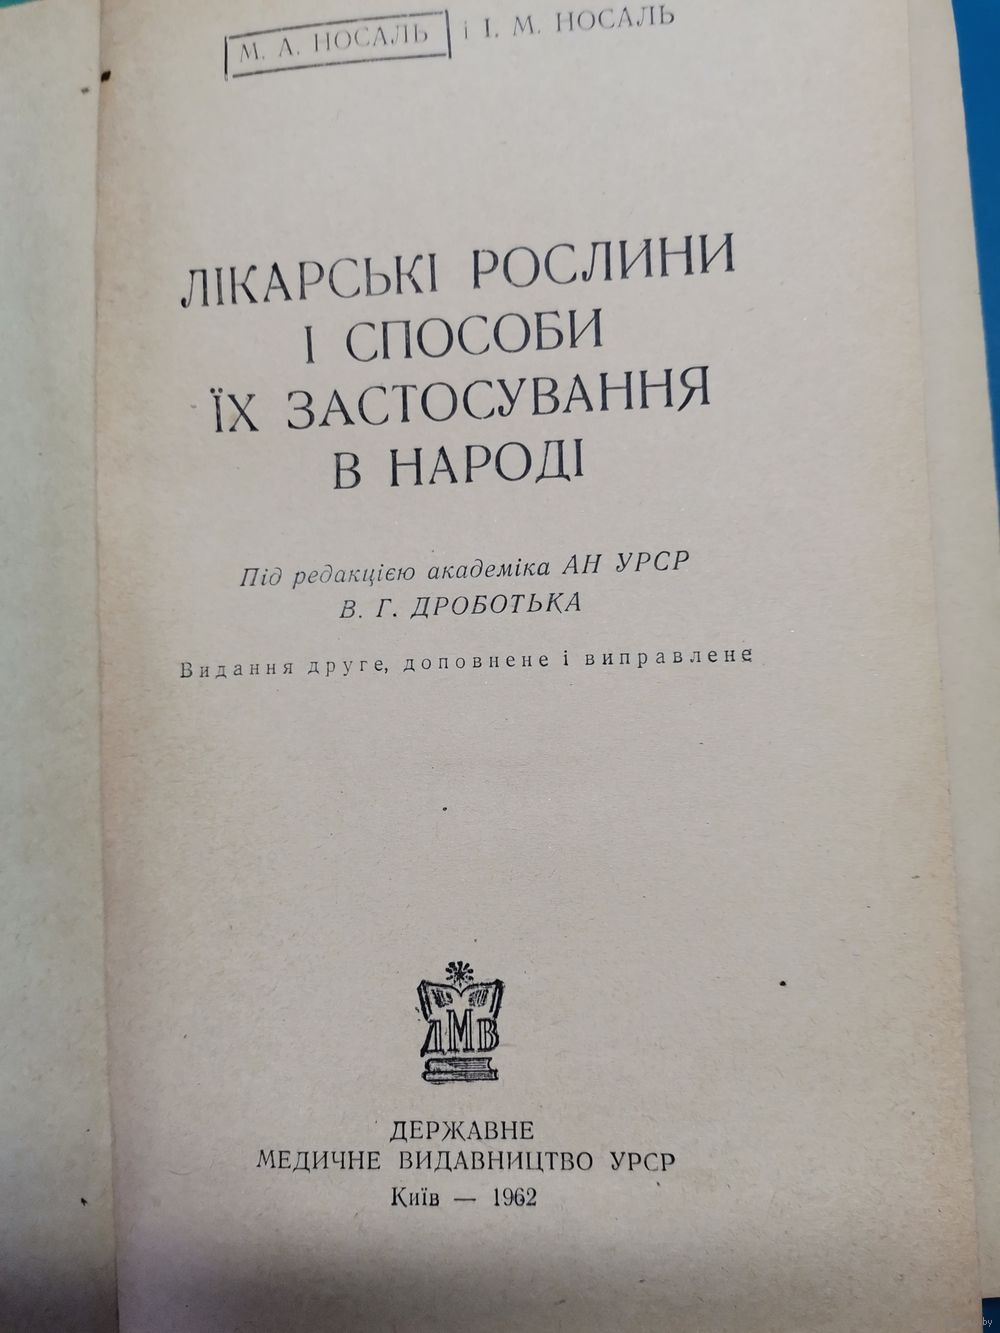 М. А. НОСАЛЬ і І. М. НОСАЛЬ
ЛІКАРСЬКІ РОСЛИНИ
І СПОСОБИ
ЇХ ЗАСТОСУВАННЯ
В НАРОДІ
Під редакцією академіка АН УРСР
В. Г. ДРОБОТЬКА
Видання друге, доповнене і виправлене
ДМВ
ДЕРЖАВНЕ
МЕДИЧНЕ ВИДАВНИЦТВО УРСР
Київ — 1962